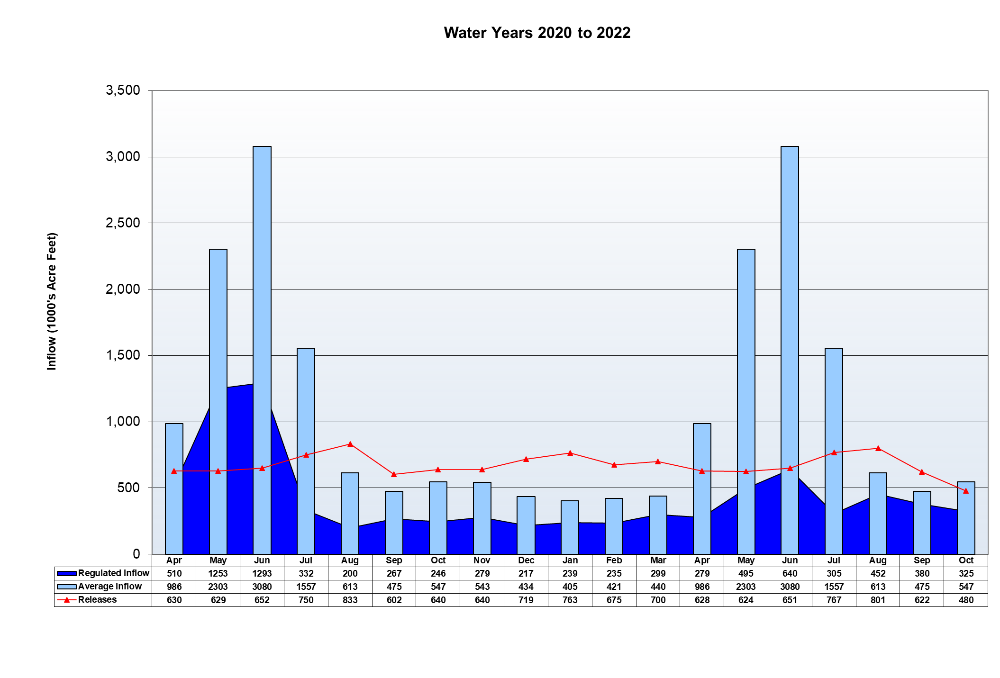 Water Years 2020 to 2022
Inflow (1000's Acre Feet)
3,500
3,000
2,500
2,000
1,500
1,000
500
0
Apr May Jun Jul Aug Sep Oct Nov Dec Jan Feb Mar Apr May Jun Jul Aug Sep Oct
Regulated Inflow 510 1253 1293 332 200 267 246 279 217 239 235 299 279 495 640 305 452 380 325
Average Inflow 986 2303 3080 1557 613 475 547 543 434 405 421 440 986 2303 3080 1557 613 475 547
Releases 630 629 652 750 833 602 640 640 719 763 675 700 628 624 651 767 801 622 480